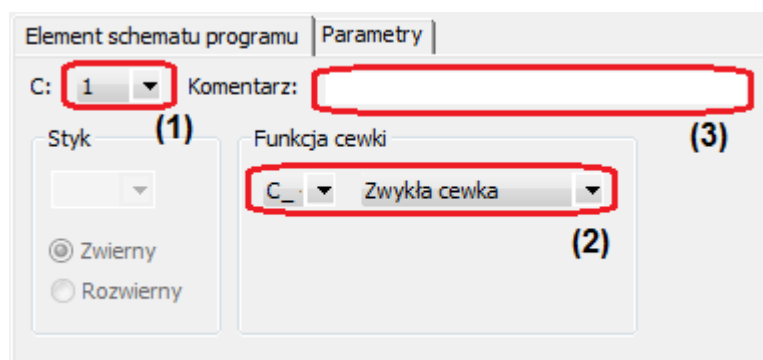 Element schematu programu Parametry
C: 1 Komentarz:
(1) (3)
Styk Funkcja cewki
C_ Zwykła cewka
(2)
Zwierny
Rozwierny